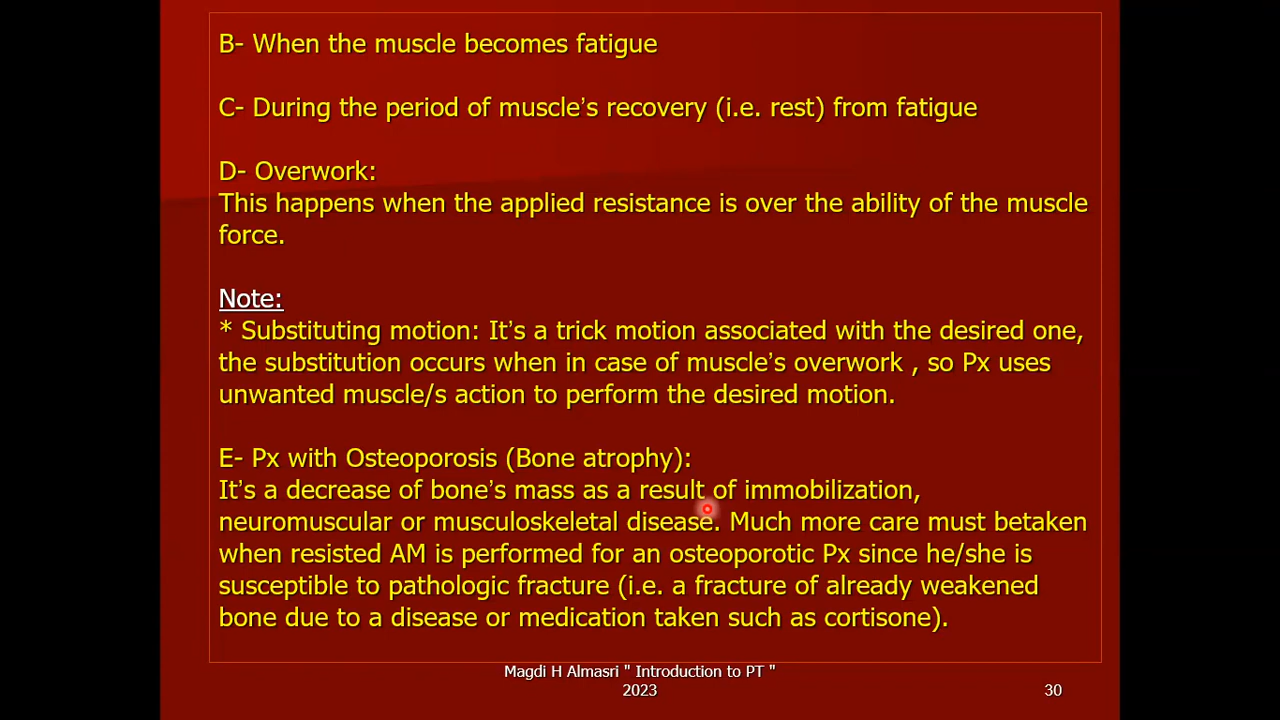 B- When the muscle becomes fatigue
C- During the period of muscle's recovery (i.e. rest) from fatigue
D- Overwork:
This happens when the applied resistance is over the ability of the muscle
force.
Note:
* Substituting motion: It's a trick motion associated with the desired one,
the substitution occurs when in case of muscle's overwork , so Px uses
unwanted muscle/s action to perform the desired motion.
E- Px with Osteoporosis (Bone atrophy):
It's a decrease of bone's mass as a result of immobilization,
neuromuscular or musculoskeletal disease. Much more care must betaken
when resisted AM is performed for an osteoporotic Px since he/she is
susceptible to pathologic fracture (i.e. a fracture of already weakened
bone due to a disease or medication taken such as cortisone).
Magdi H Almasri " Introduction to PT "
2023
30